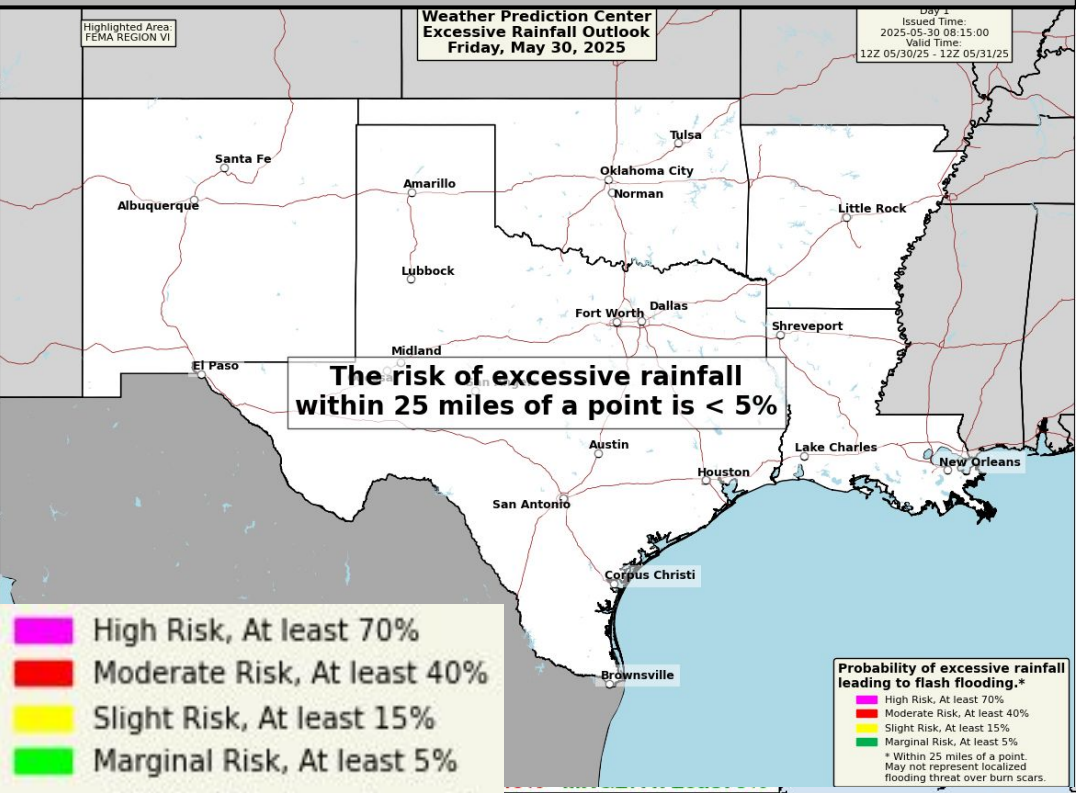 Highlighted Area:
FEMA REGION VI
Weather Prediction Center
Excessive Rainfall Outlook
Friday, May 30, 2025
Day 1
Issued Time:
2025-05-30 08:15:00
Valid Time:
12Z 05/30/25 - 12Z 05/31/25
Tulsa
Santa Fe
Oklahoma City
Amarillo
Norman
Albuquerque
Little Rock
Lubbock
Dallas
Fort Worth
Shreveport
Midland
El Paso
The risk of excessive rainfall
within 25 miles of a point is < 5%
Austin
Lake Charles
New Orleans
Houston
San Antonio
Corpus Christi
Brownsville
High Risk, At least 70%
Moderate Risk, At least 40%
Slight Risk, At least 15%
Marginal Risk, At least 5%
Probability of excessive rainfall
leading to flash flooding.*
High Risk, At least 70%
Moderate Risk, At least 40%
Slight Risk, At least 15%
Marginal Risk, At least 5%
* Within 25 miles of a point.
May not represent localized
flooding threat over burn scars.